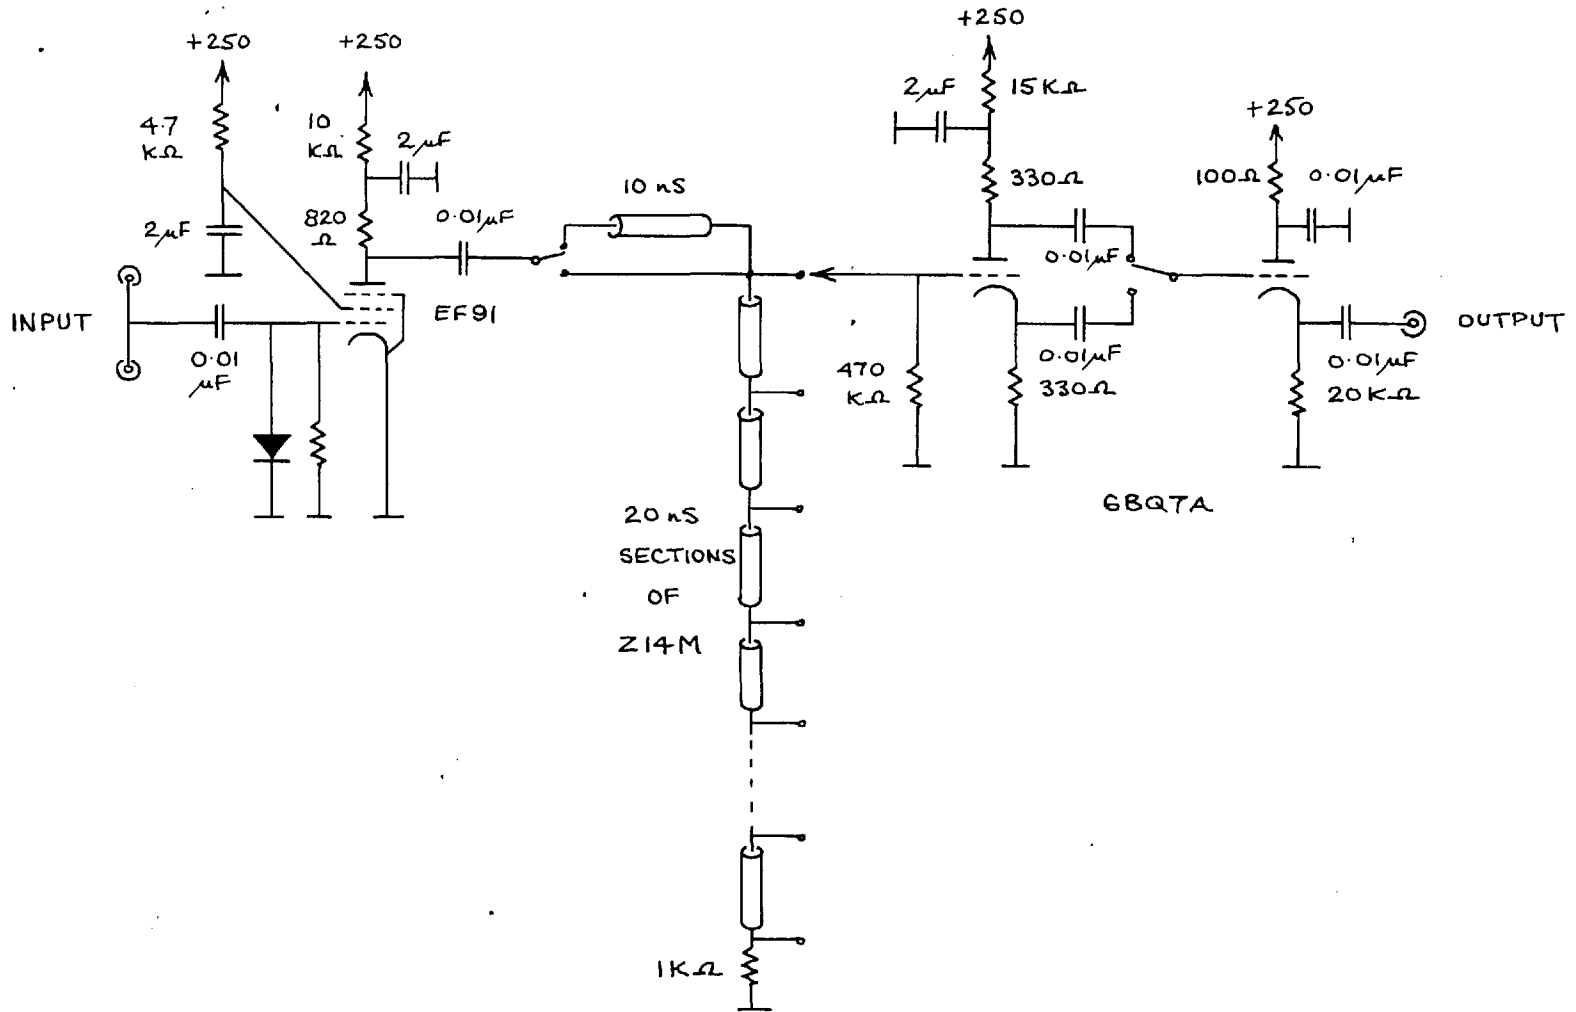 +250
+250
4.7
KΩ
2μF
10
KΩ
2μF
820
Ω
0.01μF
10 nS
INPUT
0.01
μF
EF91
20 nS
SECTIONS
OF
Z14M
1KΩ
+250
2μF
15KΩ
330Ω
0.01μF
470
KΩ
0.01μF
330Ω
+250
100Ω
0.01μF
0.01μF
20KΩ
OUTPUT
6BQ7A